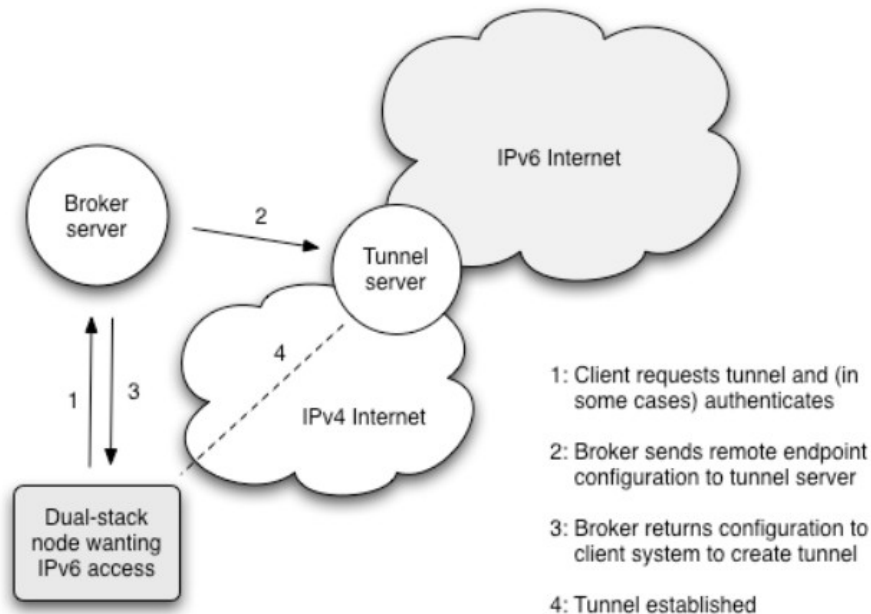 IPv6 Internet
Broker
server
2
Tunnel
server
4
1
3
IPv4 Internet
Dual-stack
node wanting
IPv6 access
1: Client requests tunnel and (in
some cases) authenticates
2: Broker sends remote endpoint
configuration to tunnel server
3: Broker returns configuration to
client system to create tunnel
4: Tunnel established